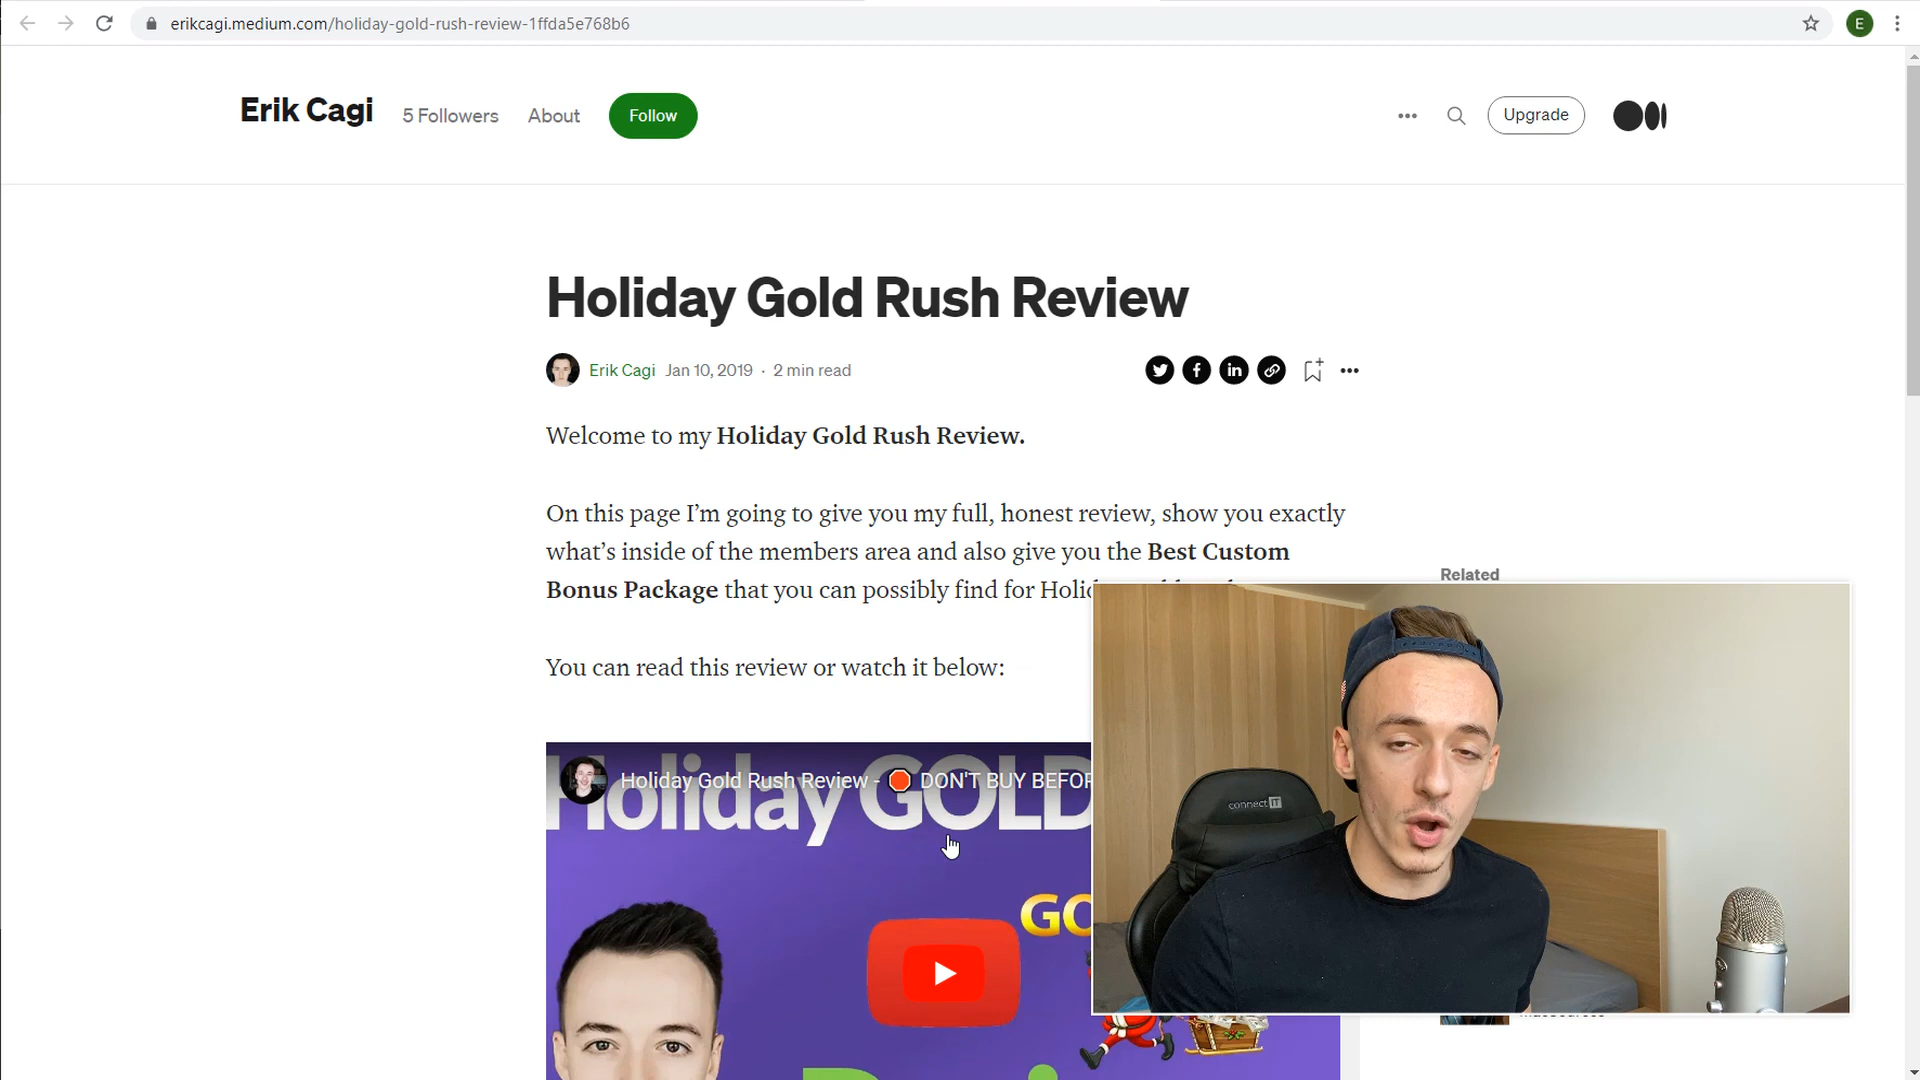 erikcagi.medium.com/holiday-gold-rush-review-1ffda5e768b6
E
Erik Cagi
5 Followers
About
Follow
Upgrade
Holiday Gold Rush Review
Erik Cagi Jan 10, 2019 · 2 min read
Welcome to my Holiday Gold Rush Review.
On this page I'm going to give you my full, honest review, show you exactly
what's inside of the members area and also give you the Best Custom
Bonus Package that you can possibly find for
Related
You can read this review or watch it below:
Holiday Gold Rush Review - 🛑 DON'T BUY
Holiday GOLD
connect IT